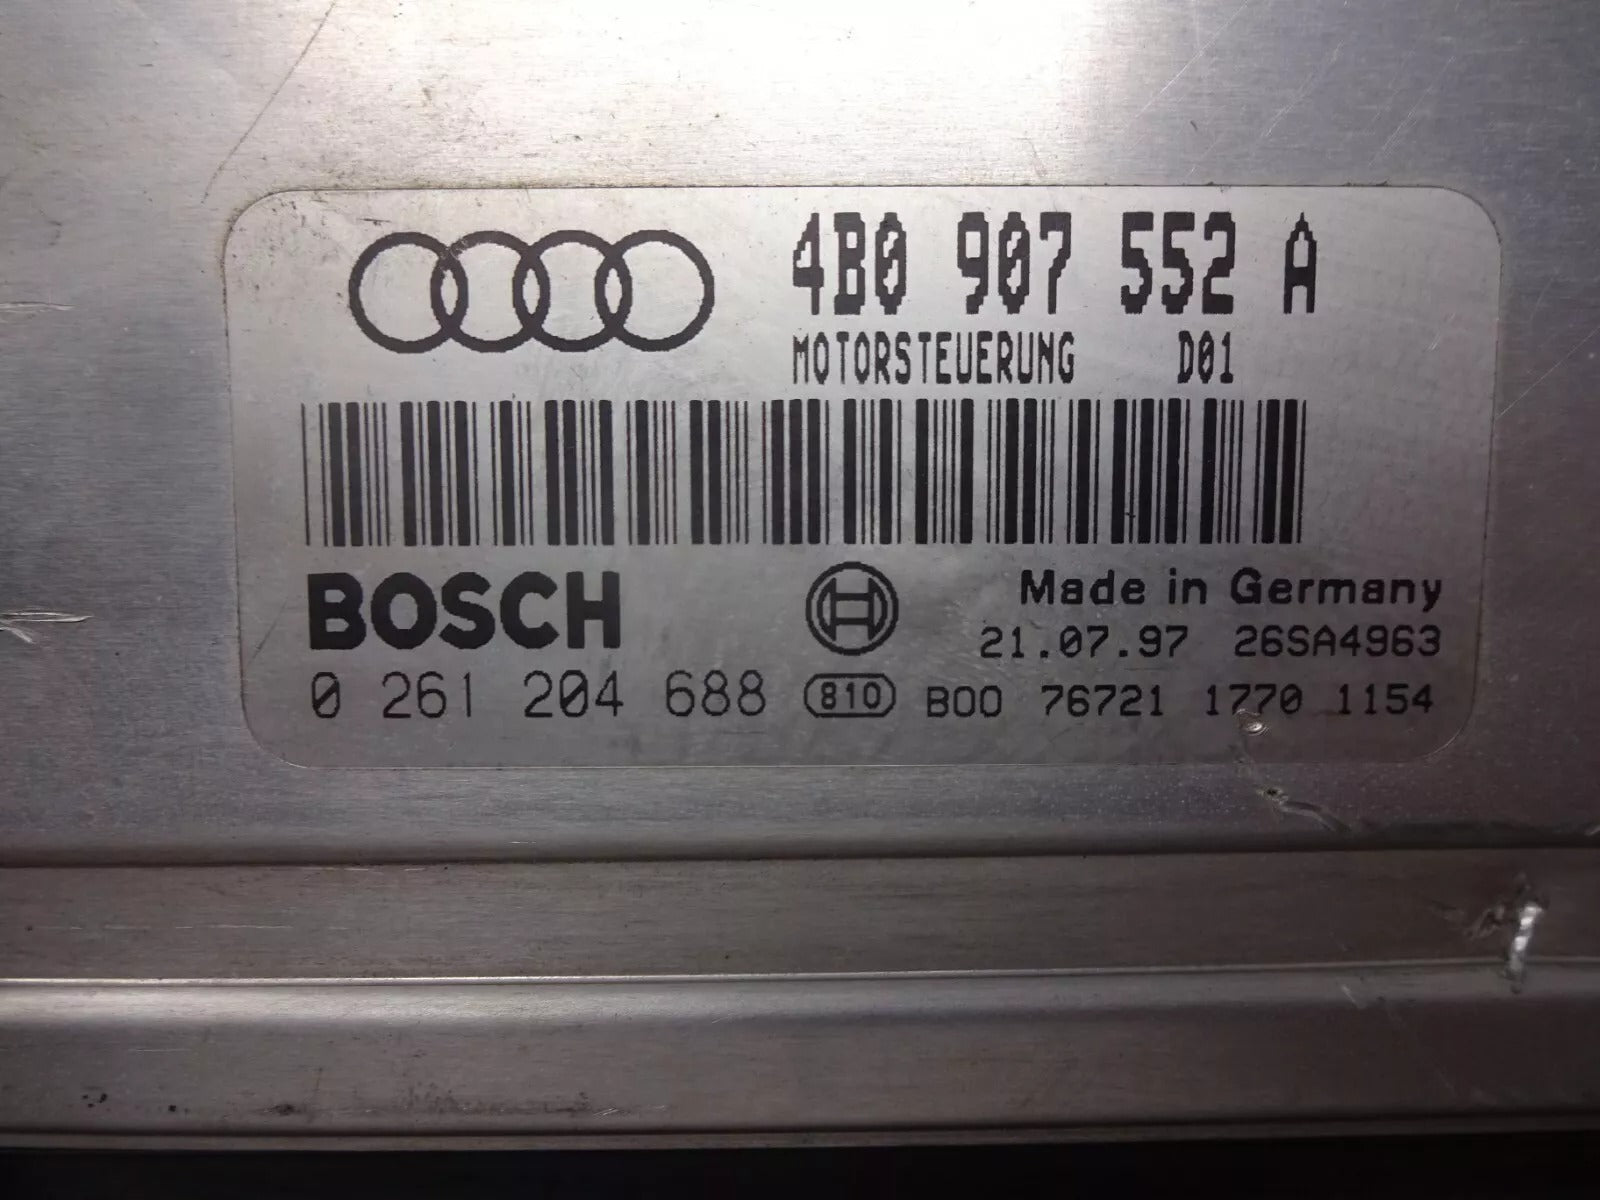 4B0 907 552 A
MOTORSTEUERUNG D01
BOSCH
Made in Germany
21.07.97 26SA4963
0 261 204 688 810 B00 76721 1770 1154